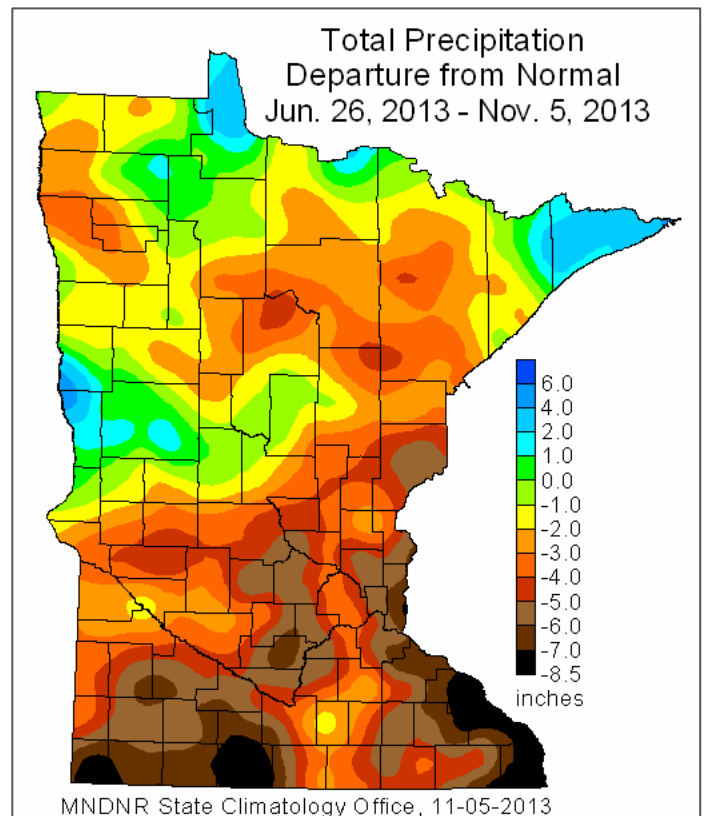 Total Precipitation
Departure from Normal
Jun. 26, 2013 - Nov. 5, 2013
6.0
4.0
2.0
1.0
0.0
-1.0
-2.0
-3.0
-4.0
-5.0
-6.0
-7.0
-8.5
inches
MNDNR State Climatology Office, 11-05-2013